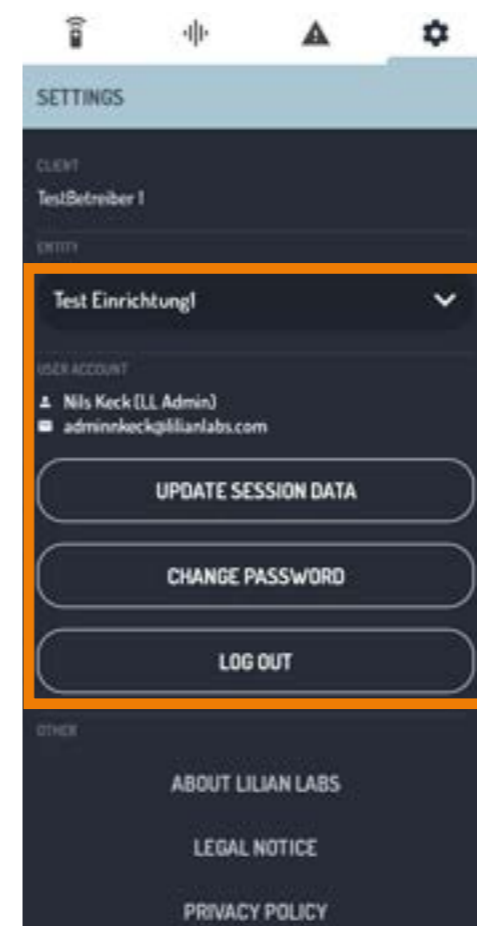 SETTINGS
CLIENT
TestBetreiber 1
ENTITY
Test Einrichtung1
USER ACCOUNT
Nils Keck (LL Admin)
adminnkeck@lilianlabs.com
UPDATE SESSION DATA
CHANGE PASSWORD
LOG OUT
OTHER
ABOUT LILIAN LABS
LEGAL NOTICE
PRIVACY POLICY